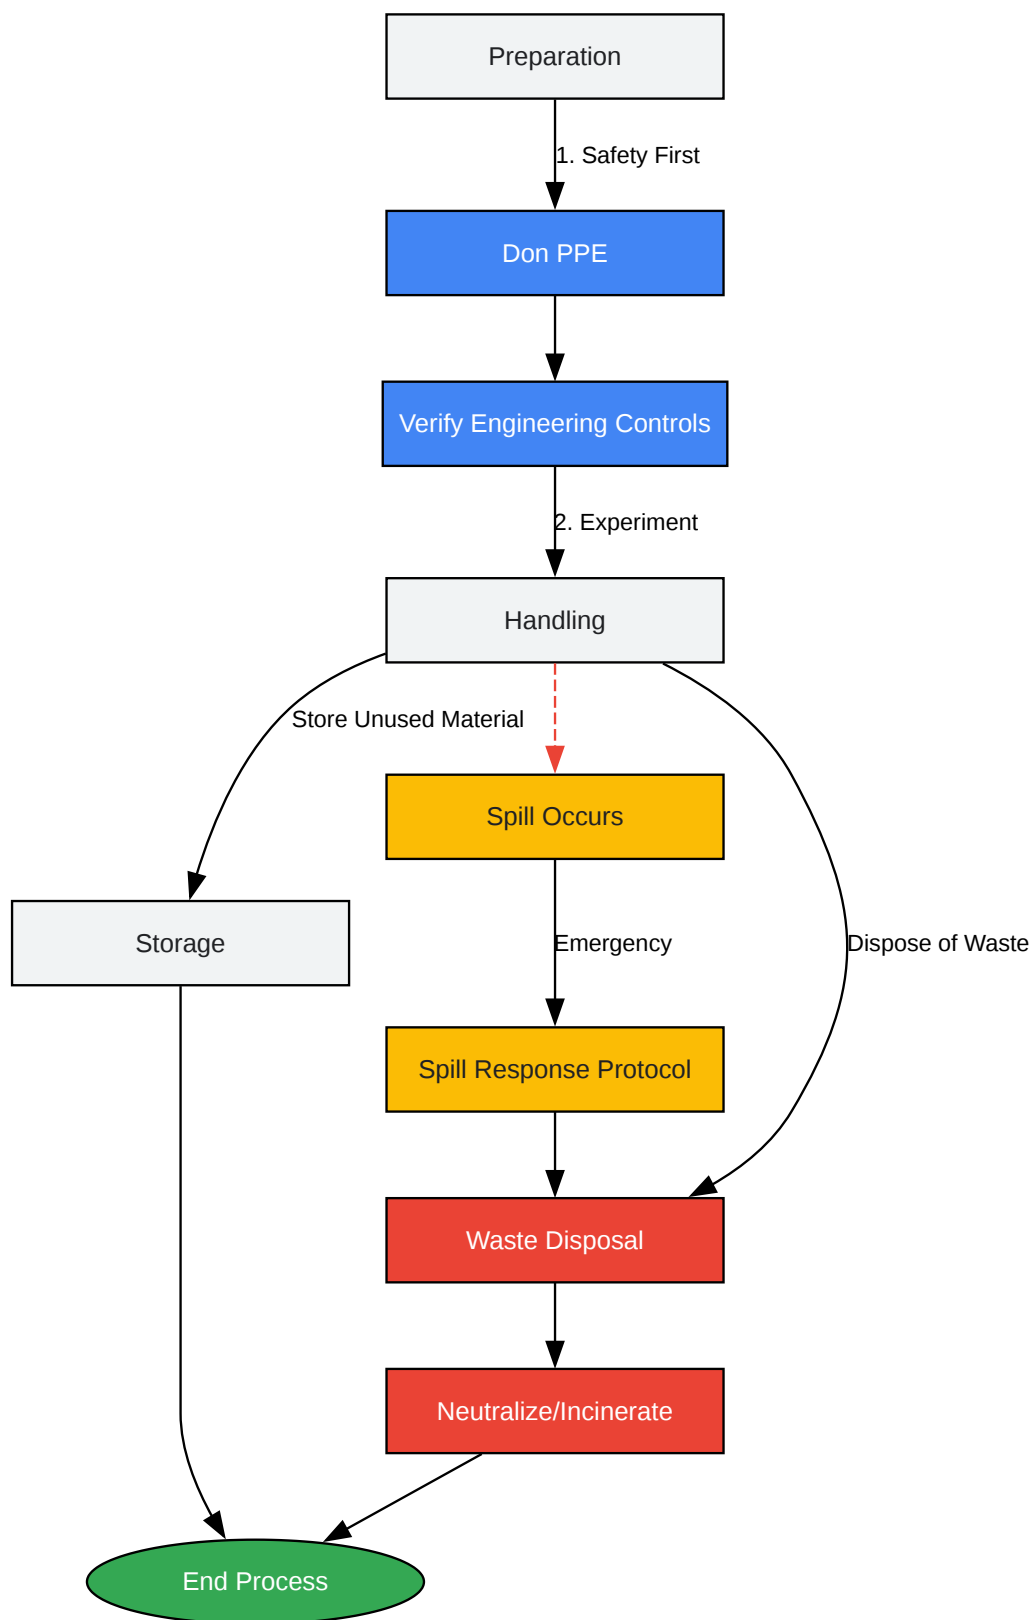 Preparation
1. Safety First
Don PPE
Verify Engineering Controls
2. Experiment
Handling
Store Unused Material
Spill Occurs
Storage
Emergency
Dispose of Waste
Spill Response Protocol
Waste Disposal
Neutralize/Incinerate
End Process